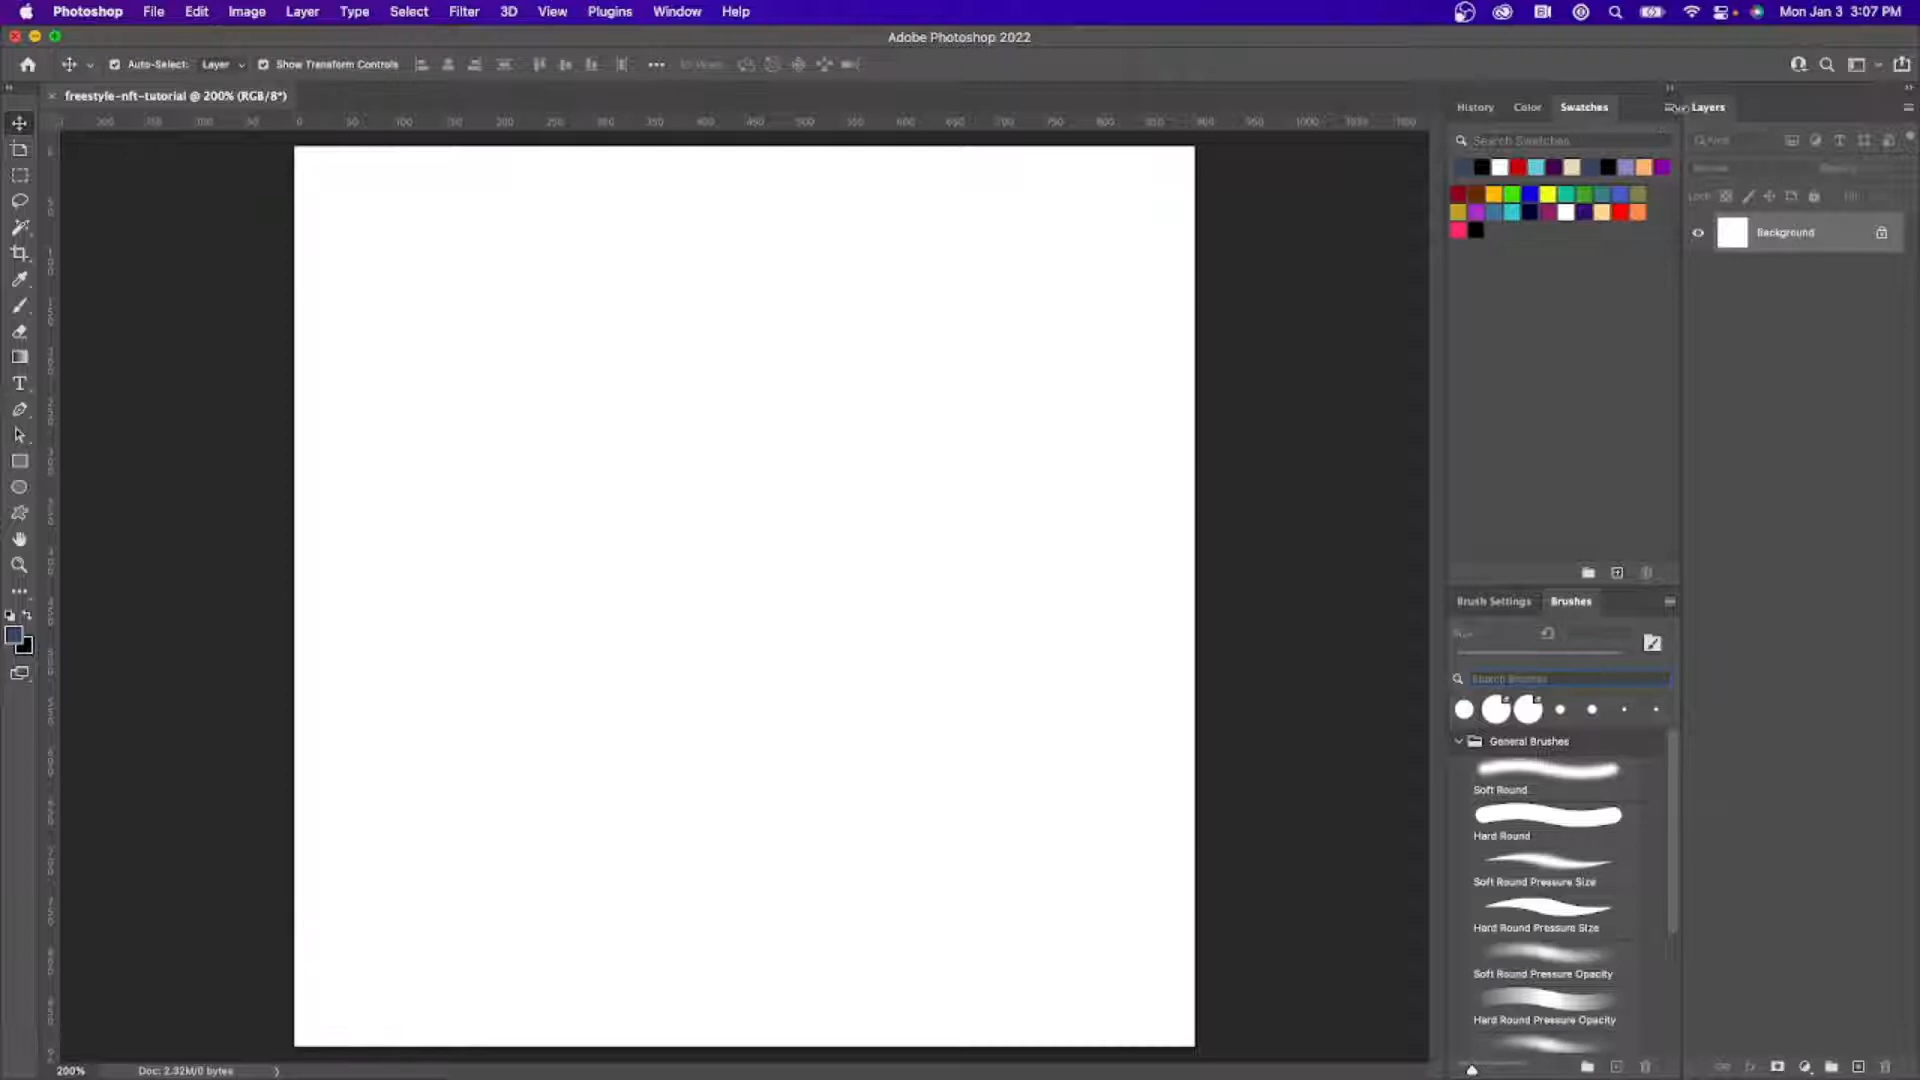 Photoshop File Edit Image Layer Type Select Filter 3D View Plugins Window Help Mon Jan 3 3:07 PM
Adobe Photoshop 2022
Auto-Select: Layer Show Transform Controls
freestyle-nft-tutorial @ 200% (RGB/8*)
History Color Swatches Layers
Search Swatches
Background
Brush Settings Brushes
Search Brushes
General Brushes
Soft Round
Hard Round
Soft Round Pressure Size
Hard Round Pressure Size
Soft Round Pressure Opacity
Hard Round Pressure Opacity
200% Doc: 2.32M/0 bytes